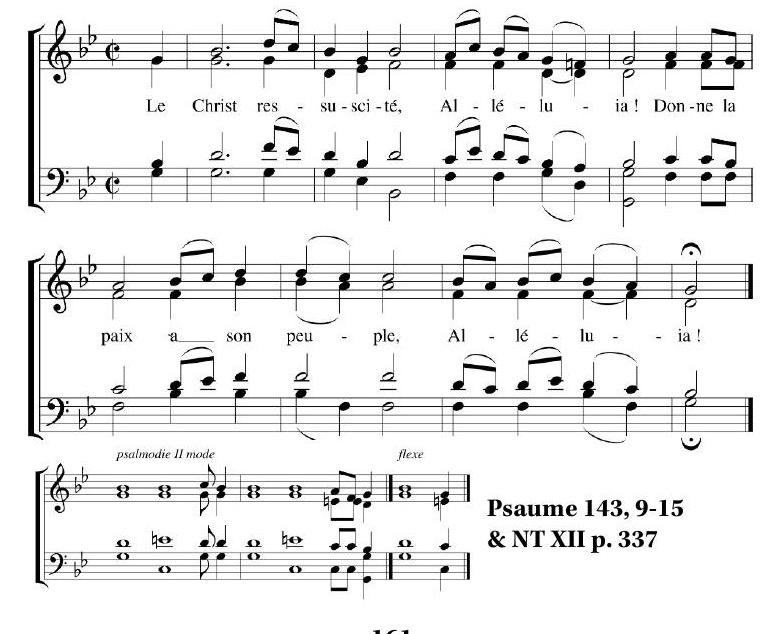 Le Christ res - su - sci - té, Al - lé - lu - ia ! Don - ne la
paix a son peu - ple, Al - lé - lu - ia !
psalmodie II mode
flexe
Psaume 143, 9-15
& NT XII p. 337